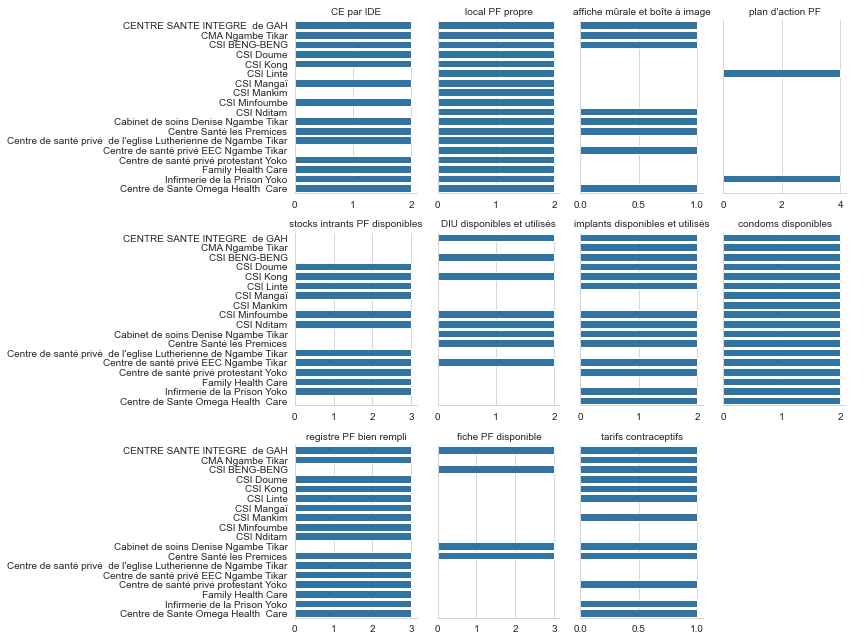 CE par IDE
local PF propre
affiche mûrale et boîte à image
plan d'action PF
CENTRE SANTE INTEGRE  de GAH
CMA Ngambe Tikar
CSI BENG-BENG
CSI Doume
CSI Kong
CSI Linte
CSI Mangaï
CSI Mankim
CSI Minfoumbe
CSI Nditam
Cabinet de soins Denise Ngambe Tikar
Centre Santé les Premices
Centre de santé privé  de l'eglise Lutherienne de Ngambe Tikar
Centre de santé privé EEC Ngambe Tikar
Centre de santé privé protestant Yoko
Family Health Care
Infirmerie de la Prison Yoko
Centre de Sante Omega Health  Care
0 1 2
0 1 2
0.0 0.5 1.0
0 2 4
stocks intrants PF disponibles
DIU disponibles et utilisés
implants disponibles et utilisés
condoms disponibles
CENTRE SANTE INTEGRE  de GAH
CMA Ngambe Tikar
CSI BENG-BENG
CSI Doume
CSI Kong
CSI Linte
CSI Mangaï
CSI Mankim
CSI Minfoumbe
CSI Nditam
Cabinet de soins Denise Ngambe Tikar
Centre Santé les Premices
Centre de santé privé  de l'eglise Lutherienne de Ngambe Tikar
Centre de santé privé EEC Ngambe Tikar
Centre de santé privé protestant Yoko
Family Health Care
Infirmerie de la Prison Yoko
Centre de Sante Omega Health  Care
0 1 2 3
0 1 2
0 1 2
0 1 2
registre PF bien rempli
fiche PF disponible
tarifs contraceptifs
CENTRE SANTE INTEGRE  de GAH
CMA Ngambe Tikar
CSI BENG-BENG
CSI Doume
CSI Kong
CSI Linte
CSI Mangaï
CSI Mankim
CSI Minfoumbe
CSI Nditam
Cabinet de soins Denise Ngambe Tikar
Centre Santé les Premices
Centre de santé privé  de l'eglise Lutherienne de Ngambe Tikar
Centre de santé privé EEC Ngambe Tikar
Centre de santé privé protestant Yoko
Family Health Care
Infirmerie de la Prison Yoko
Centre de Sante Omega Health  Care
0 1 2 3
0 1 2 3
0.0 0.5 1.0